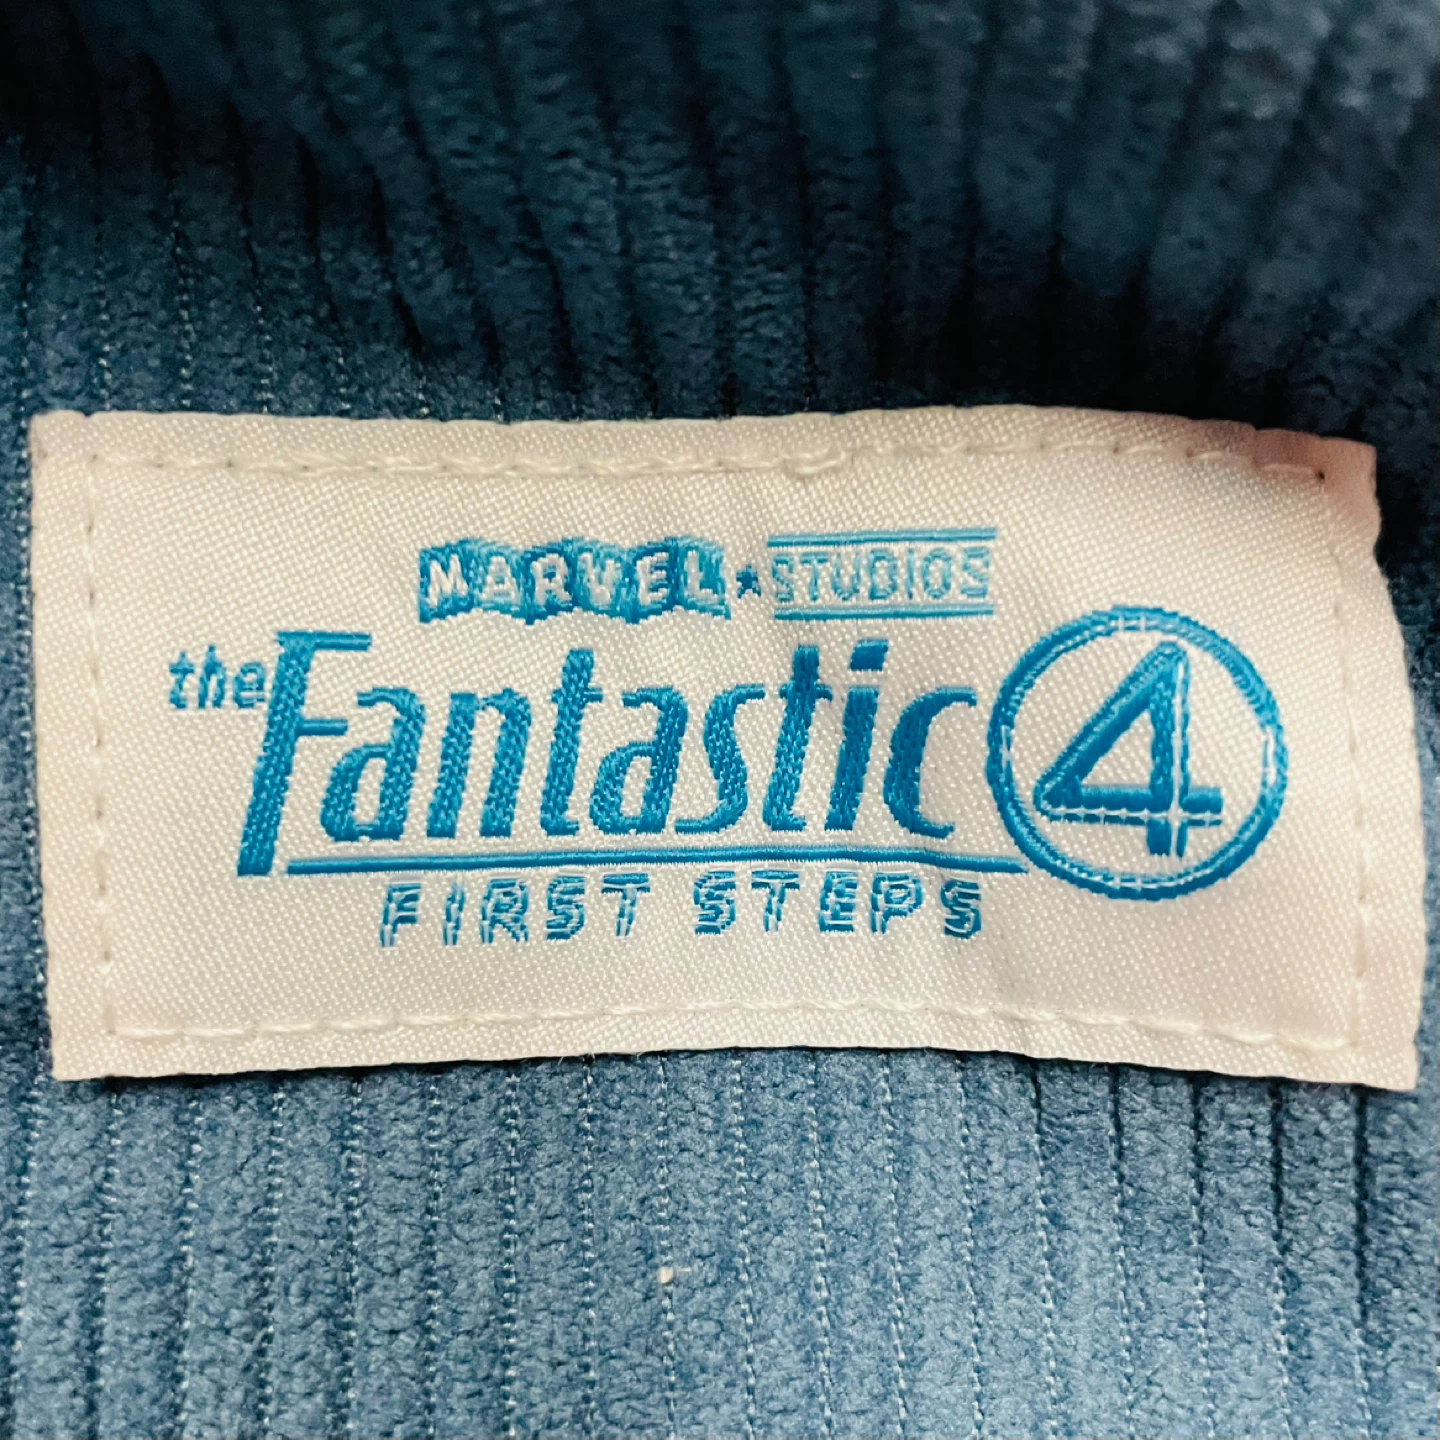 MARVEL STUDIOS
the Fantastic 4
FIRST STEPS